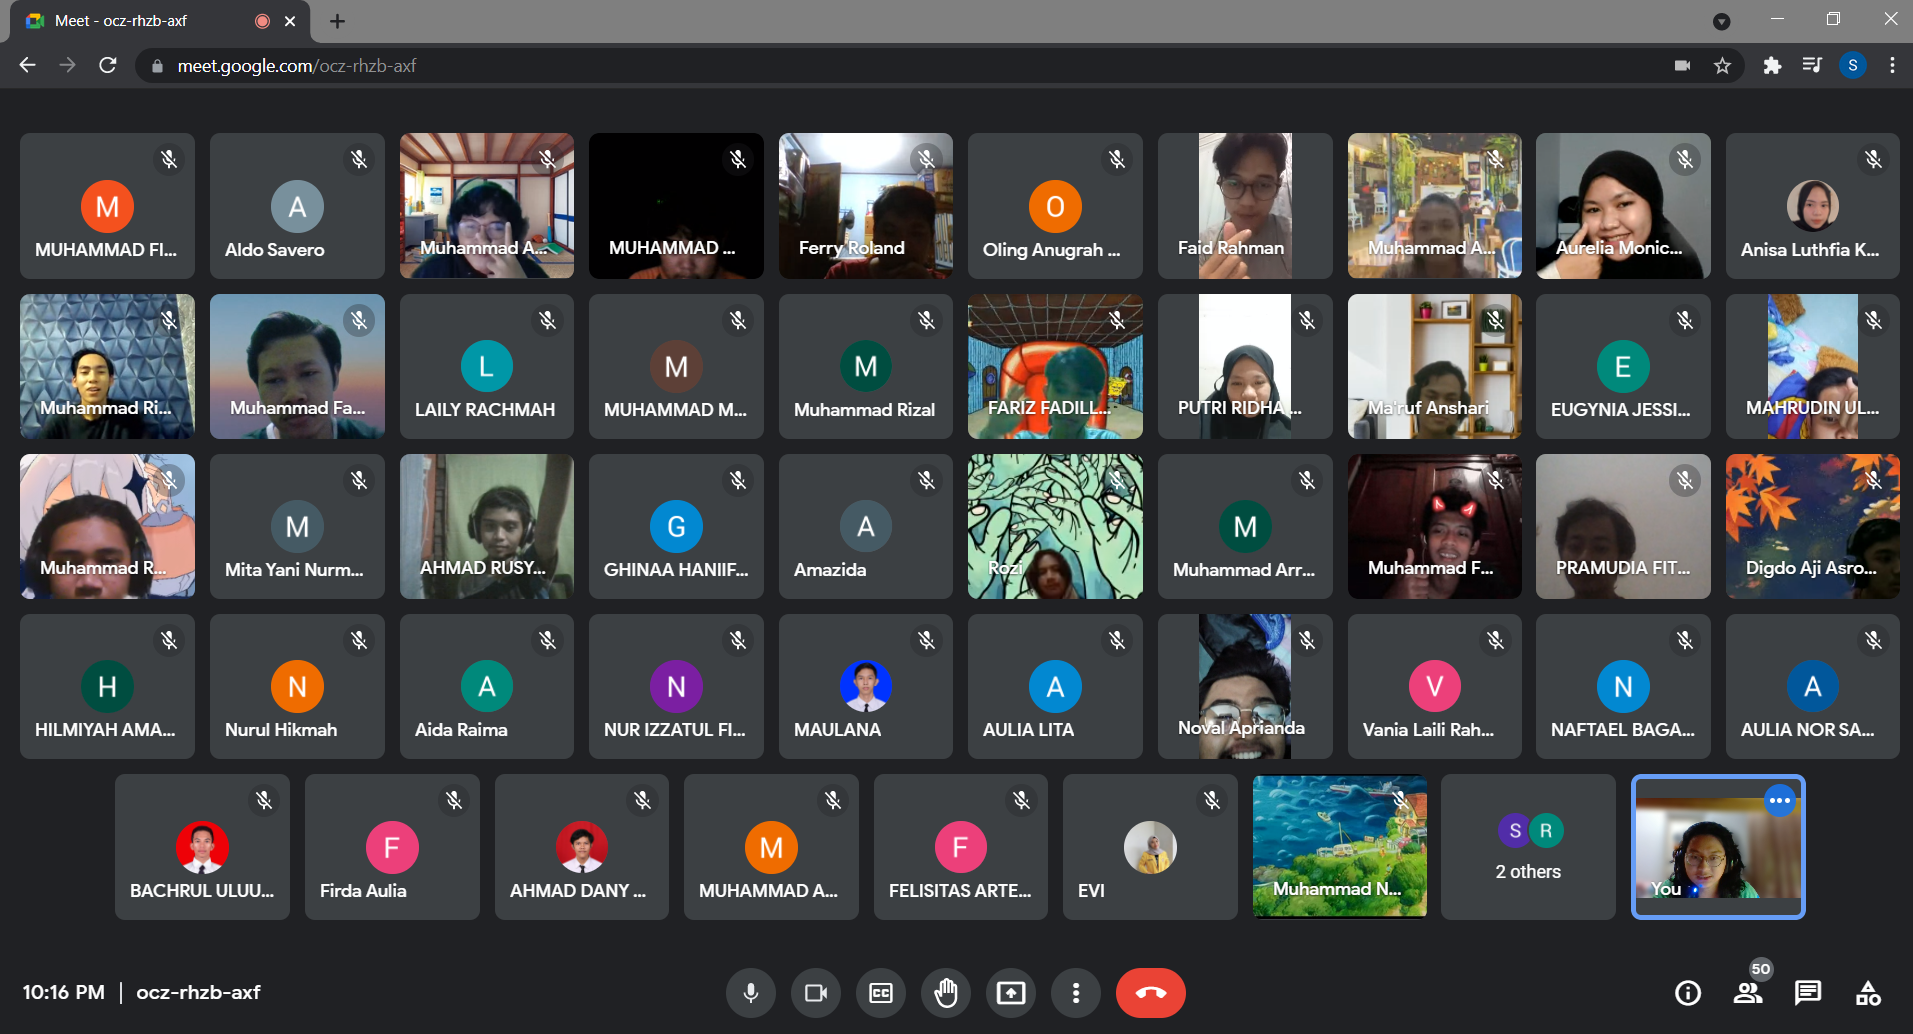 Meet - ocz-rhzb-axf
meet.google.com/ocz-rhzb-axf
S
M
MUHAMMAD FI...
A
Aldo Savero
Muhammad A...
MUHAMMAD ...
Ferry Roland
O
Oling Anugrah ...
Faid Rahman
Muhammad A...
Aurelia Monic...
Anisa Luthfia K...
Muhammad Ri...
Muhammad Fa...
L
LAILY RACHMAH
M
MUHAMMAD M...
M
Muhammad Rizal
FARIZ FADILL...
PUTRI RIDHA ...
Ma'ruf Anshari
E
EUGYNIA JESSI...
MAHRUDIN UL...
Muhammad R...
M
Mita Yani Nurm...
AHMAD RUSY...
G
GHINAA HANIIF...
A
Amazida
Rozi
M
Muhammad Arr...
Muhammad F...
PRAMUDIA FIT...
Digdo Aji Asro...
H
HILMIYAH AMA...
N
Nurul Hikmah
A
Aida Raima
N
NUR IZZATUL FI...
MAULANA
A
AULIA LITA
Noval Aprianda
V
Vania Laili Rah...
N
NAFTAEL BAGA...
A
AULIA NOR SA...
BACHRUL ULUU...
F
Firda Aulia
AHMAD DANY ...
M
MUHAMMAD A...
F
FELISITAS ARTE...
EVI
Muhammad N...
S R
2 others
You
10:16 PM | ocz-rhzb-axf
CC
50